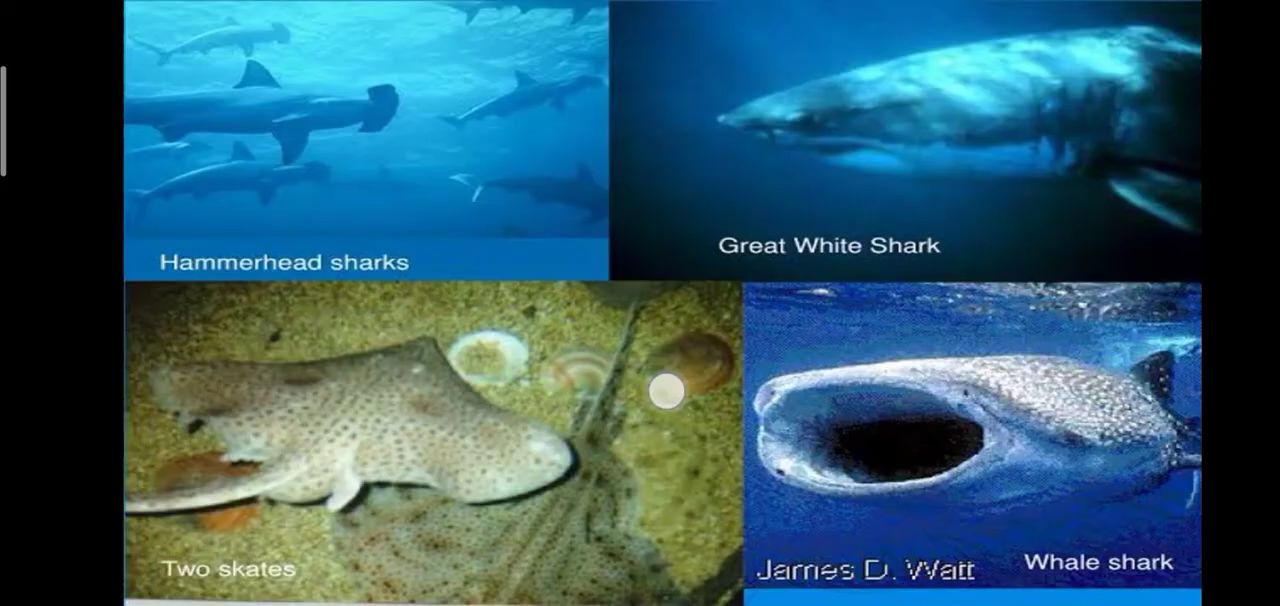 Hammerhead sharks
Great White Shark
Two skates
James D. Watt
Whale shark